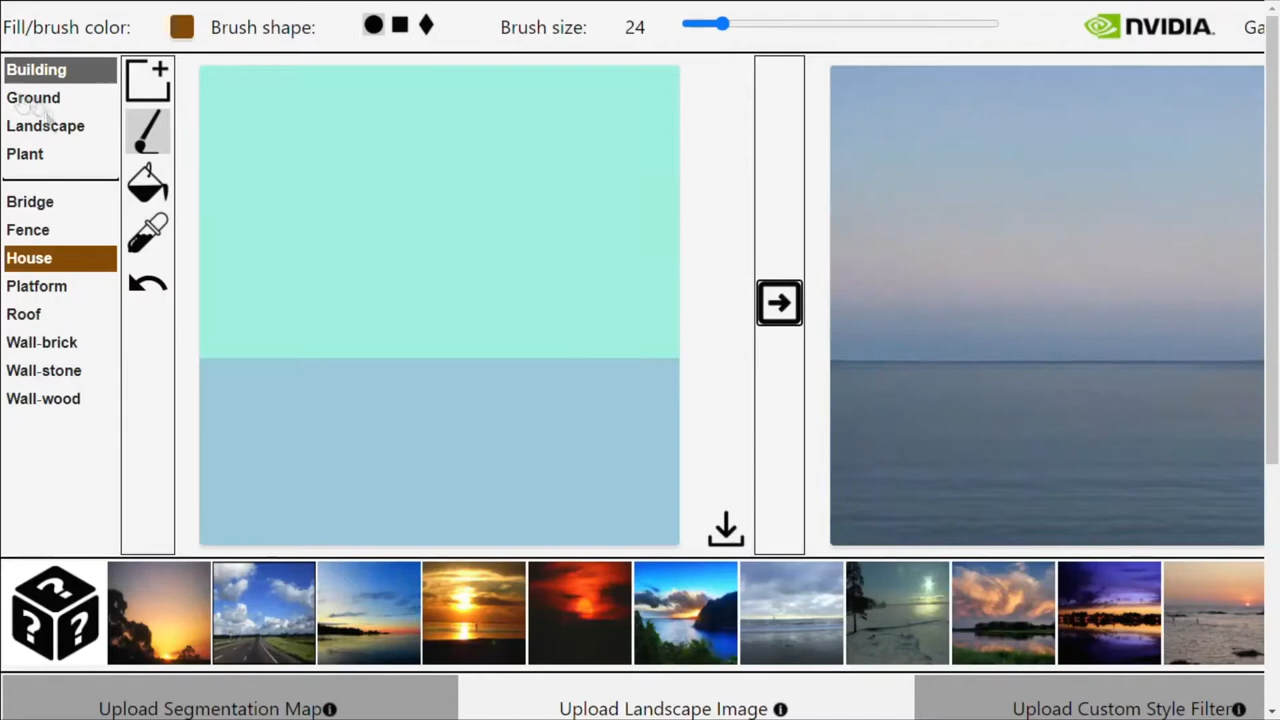 Fill/brush color: Brush shape: Brush size: 24 NVIDIA. Ga
Building
Ground
Landscape
Plant
Bridge
Fence
House
Platform
Roof
Wall-brick
Wall-stone
Wall-wood
? ? ?
Upload Segmentation Map Upload Landscape Image Upload Custom Style Filter